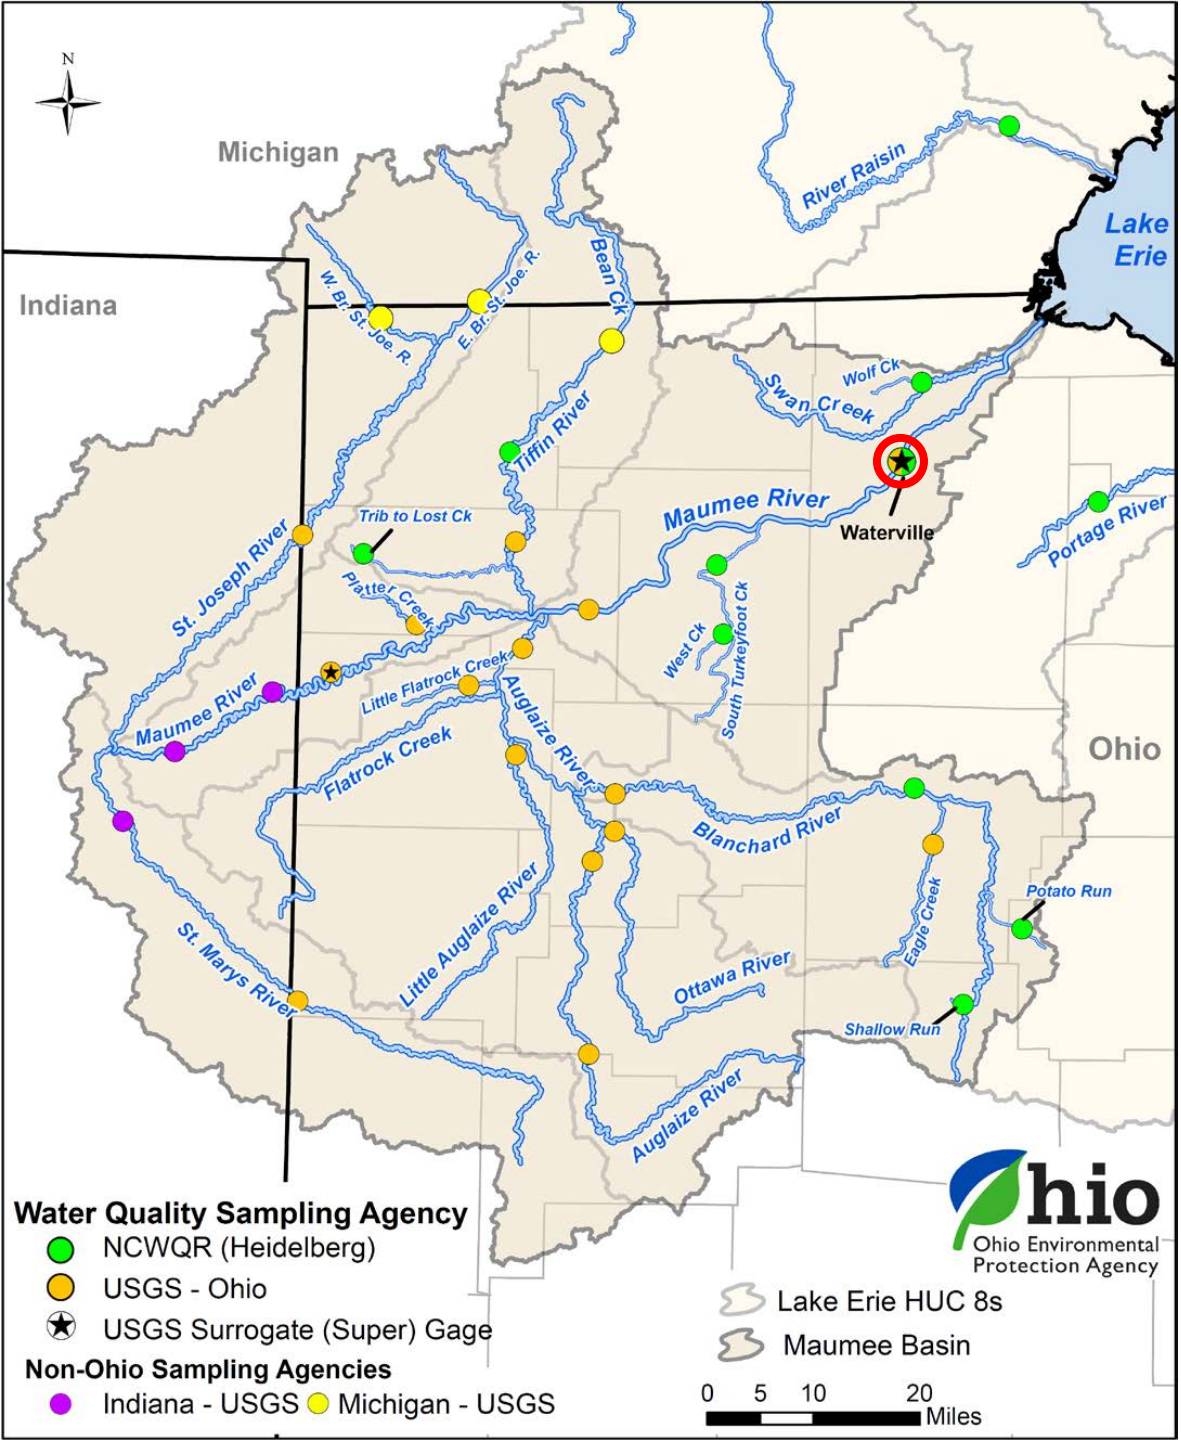 N
Michigan
River Raisin
Lake
Erie
Indiana
Bean Ck
W. Br. St. Joe. R.
E. Br. St. Joe. R.
Wolf Ck
Swan Creek
Tiffin River
Maumee River
Waterville
Portage River
Trib to Lost Ck
St. Joseph River
Platter Creek
West Ck
South Turkeyfoot Ck
Little Flatrock Creek
Maumee River
Auglaize River
Flatrock Creek
Ohio
Blanchard River
Potato Run
Eagle Creek
Little Auglaize River
St. Marys River
Ottawa River
Shallow Run
Auglaize River
Water Quality Sampling Agency
NCWQR (Heidelberg)
USGS - Ohio
USGS Surrogate (Super) Gage
Non-Ohio Sampling Agencies
Indiana - USGS
Michigan - USGS
Ohio
Ohio Environmental
Protection Agency
Lake Erie HUC 8s
Maumee Basin
0 5 10 20
Miles